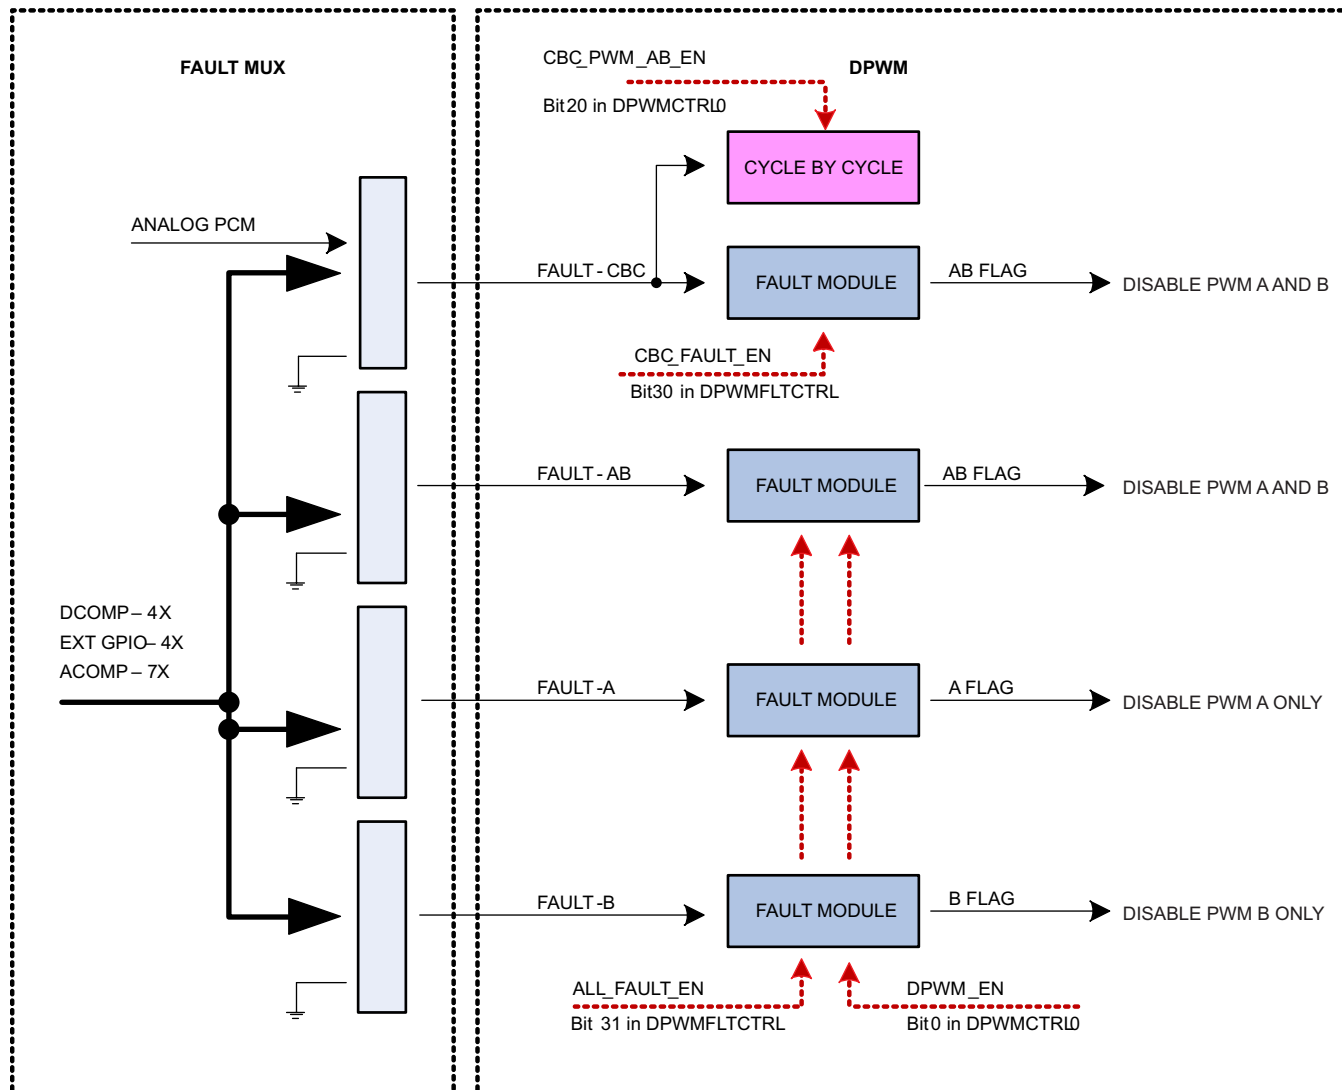 FAULT MUX
CBC_PWM_AB_EN
DPWM
Bit20 in DPWMCTRL0
CYCLE BY CYCLE
ANALOG PCM
FAULT - CBC
FAULT MODULE
AB FLAG
DISABLE PWM A AND B
CBC_FAULT_EN
Bit30 in DPWMFLTCTRL
FAULT - AB
FAULT MODULE
AB FLAG
DISABLE PWM A AND B
DCOMP – 4X
EXT GPIO – 4X
ACOMP – 7X
FAULT -A
FAULT MODULE
A FLAG
DISABLE PWM A ONLY
FAULT -B
FAULT MODULE
B FLAG
DISABLE PWM B ONLY
ALL_FAULT_EN
DPWM_EN
Bit 31 in DPWMFLTCTRL
Bit0 in DPWMCTRL0